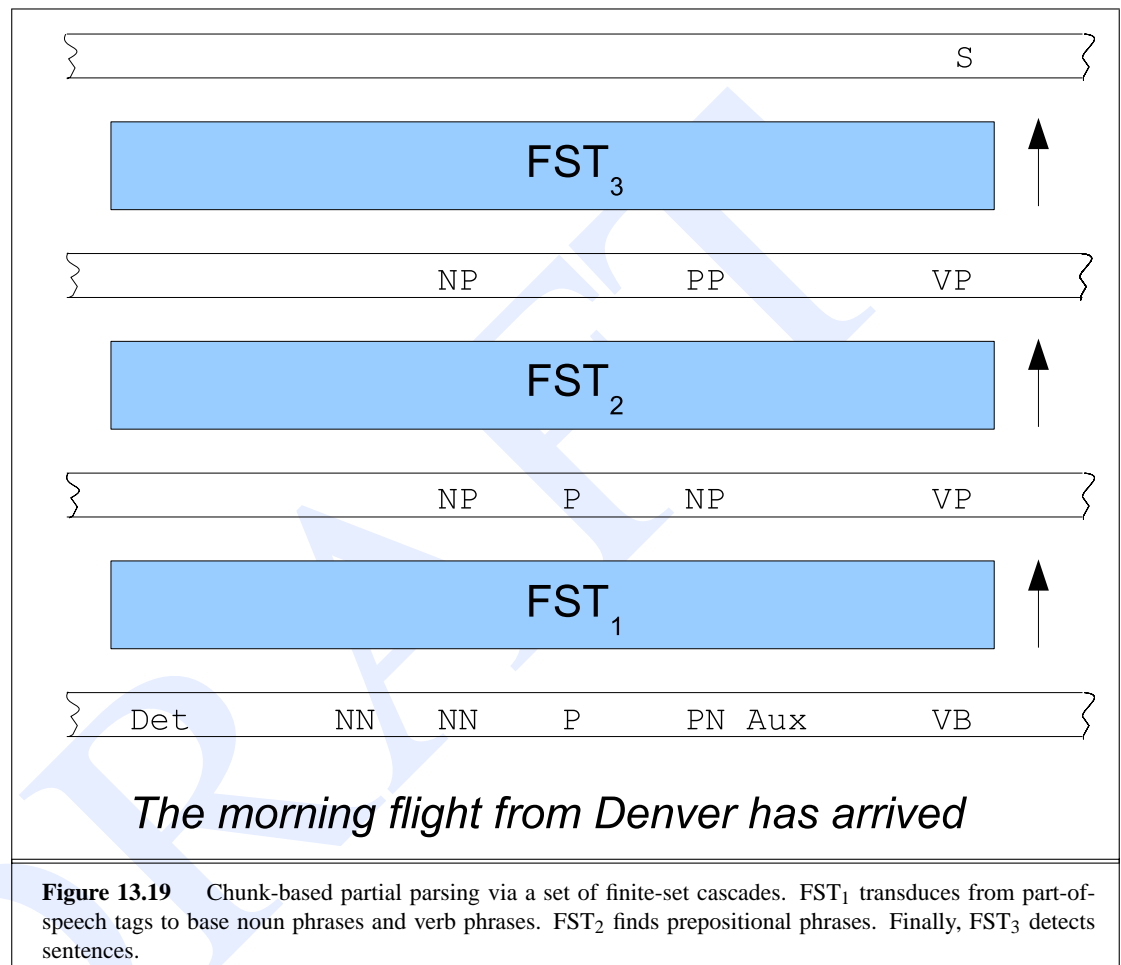 S
FST3
NP PP VP
FST2
NP P NP VP
FST1
Det NN NN P PN Aux VB
The morning flight from Denver has arrived
Figure 13.19 Chunk-based partial parsing via a set of finite-set cascades. FST1 transduces from part-of-
speech tags to base noun phrases and verb phrases. FST2 finds prepositional phrases. Finally, FST3 detects
sentences.
DRAFT